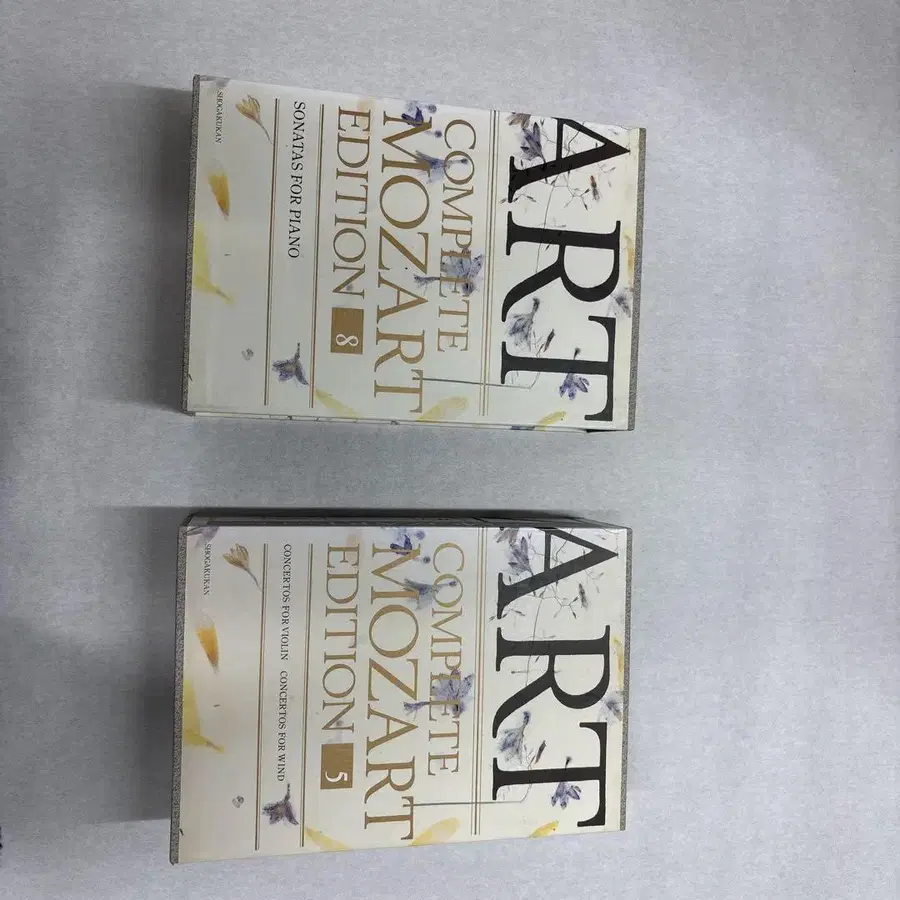 ART
COMPLETE
MOZART
EDITION 8
SONATAS FOR PIANO
SHOGAKUKAN
ART
COMPLETE
MOZART
EDITION 5
CONCERTOS FOR VIOLIN CONCERTOS FOR WIND
SHOGAKUKAN